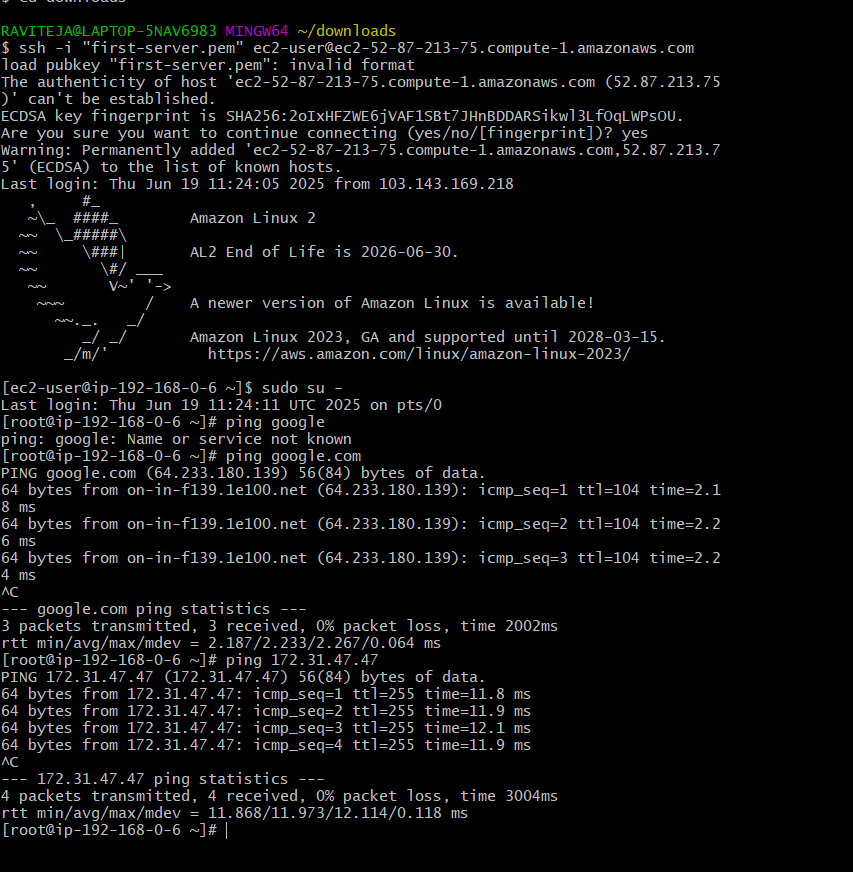 $ cd downloads
RAVITEJA@LAPTOP-5NAV6983 MINGW64 ~/downloads
$ ssh -i "first-server.pem" ec2-user@ec2-52-87-213-75.compute-1.amazonaws.com
load pubkey "first-server.pem": invalid format
The authenticity of host 'ec2-52-87-213-75.compute-1.amazonaws.com (52.87.213.75
)' can't be established.
ECDSA key fingerprint is SHA256:2oIxHFZWE6jVAF1SBt7JHnBDDARSikwl3LfOqLWPsOU.
Are you sure you want to continue connecting (yes/no/[fingerprint])? yes
Warning: Permanently added 'ec2-52-87-213-75.compute-1.amazonaws.com,52.87.213.7
5' (ECDSA) to the list of known hosts.
Last login: Thu Jun 19 11:24:05 2025 from 103.143.169.218
   ,     #_
   ~\_  ####_        Amazon Linux 2
  ~~  \_#####\
  ~~     \###|       AL2 End of Life is 2026-06-30.
  ~~       \#/ ___
   ~~       V~' '->
    ~~~         /    A newer version of Amazon Linux is available!
      ~~._.   _/
         _/ _/       Amazon Linux 2023, GA and supported until 2028-03-15.
       _/m/'           https://aws.amazon.com/linux/amazon-linux-2023/
[ec2-user@ip-192-168-0-6 ~]$ sudo su -
Last login: Thu Jun 19 11:24:11 UTC 2025 on pts/0
[root@ip-192-168-0-6 ~]# ping google
ping: google: Name or service not known
[root@ip-192-168-0-6 ~]# ping google.com
PING google.com (64.233.180.139) 56(84) bytes of data.
64 bytes from on-in-f139.1e100.net (64.233.180.139): icmp_seq=1 ttl=104 time=2.1
8 ms
64 bytes from on-in-f139.1e100.net (64.233.180.139): icmp_seq=2 ttl=104 time=2.2
6 ms
64 bytes from on-in-f139.1e100.net (64.233.180.139): icmp_seq=3 ttl=104 time=2.2
4 ms
^C
--- google.com ping statistics ---
3 packets transmitted, 3 received, 0% packet loss, time 2002ms
rtt min/avg/max/mdev = 2.187/2.233/2.267/0.064 ms
[root@ip-192-168-0-6 ~]# ping 172.31.47.47
PING 172.31.47.47 (172.31.47.47) 56(84) bytes of data.
64 bytes from 172.31.47.47: icmp_seq=1 ttl=255 time=11.8 ms
64 bytes from 172.31.47.47: icmp_seq=2 ttl=255 time=11.9 ms
64 bytes from 172.31.47.47: icmp_seq=3 ttl=255 time=12.1 ms
64 bytes from 172.31.47.47: icmp_seq=4 ttl=255 time=11.9 ms
^C
--- 172.31.47.47 ping statistics ---
4 packets transmitted, 4 received, 0% packet loss, time 3004ms
rtt min/avg/max/mdev = 11.868/11.973/12.114/0.118 ms
[root@ip-192-168-0-6 ~]#